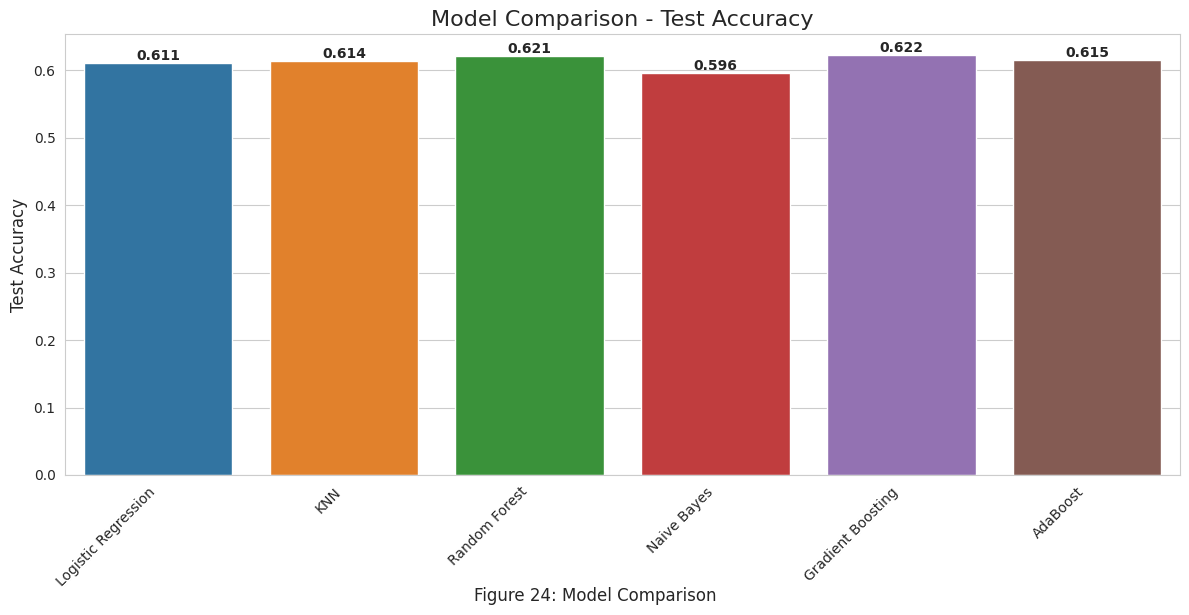 Model Comparison - Test Accuracy
Test Accuracy
0.6
0.5
0.4
0.3
0.2
0.1
0.0
0.611
0.614
0.621
0.596
0.622
0.615
Logistic Regression
KNN
Random Forest
Naive Bayes
Gradient Boosting
AdaBoost
Figure 24: Model Comparison